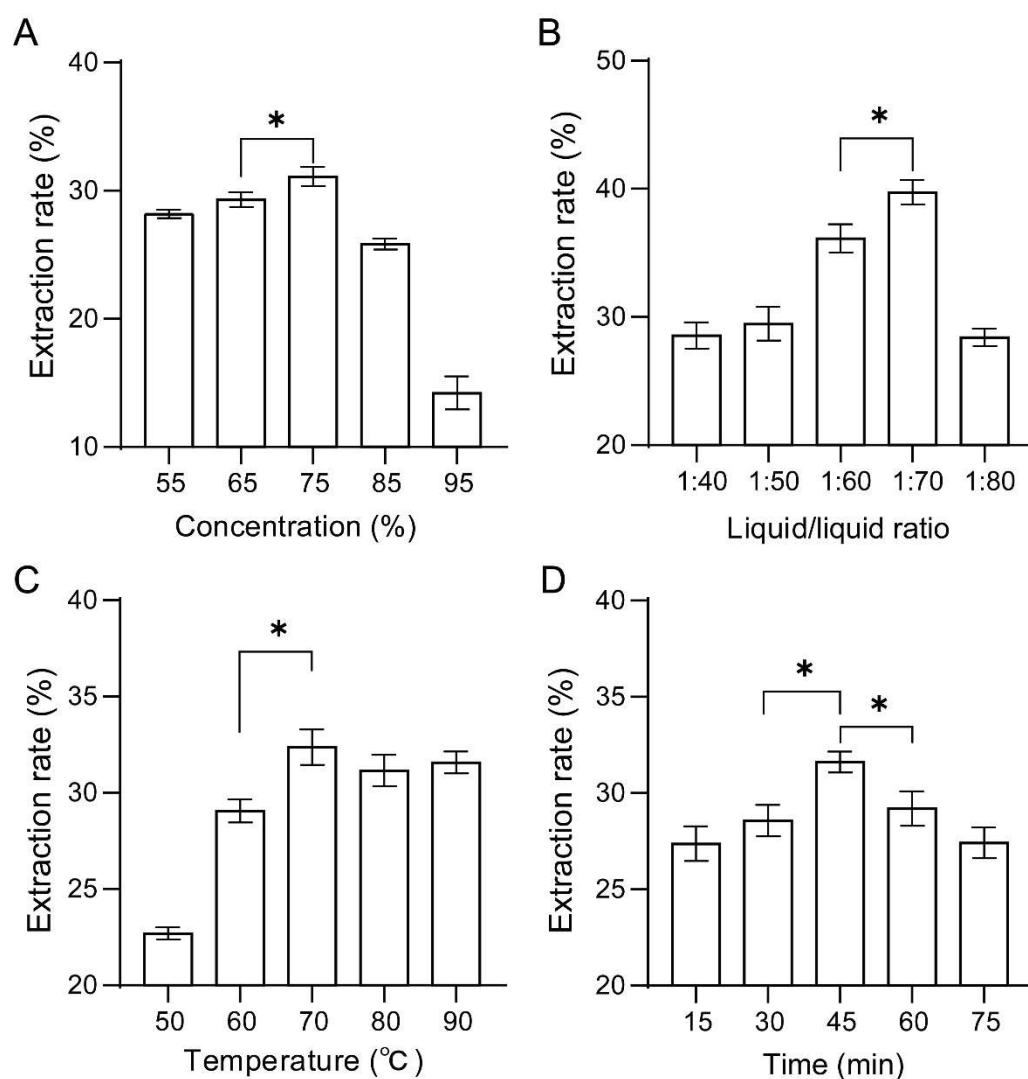 A
Extraction rate (%)
40
30
20
10
*
55 65 75 85 95
Concentration (%)
B
Extraction rate (%)
50
40
30
20
*
1:40 1:50 1:60 1:70 1:80
Liquid/liquid ratio
C
Extraction rate (%)
40
35
30
25
20
*
50 60 70 80 90
Temperature (°C)
D
Extraction rate (%)
40
35
30
25
20
* *
15 30 45 60 75
Time (min)